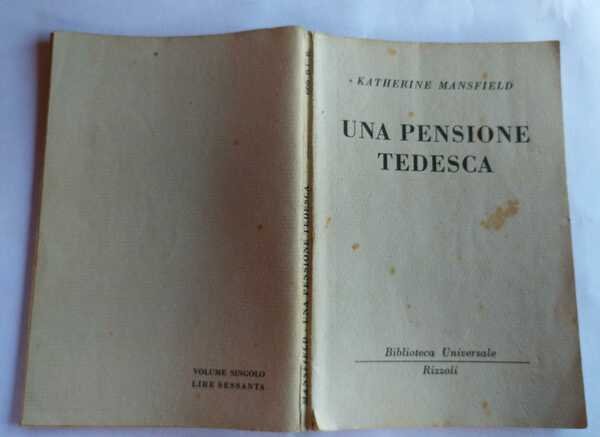 KATHERINE MANSFIELD
UNA PENSIONE
TEDESCA
Biblioteca Universale
Rizzoli
MANSFIELD - UNA PENSIONE TEDESCA
VOLUME SINGOLO
LIRE SESSANTA